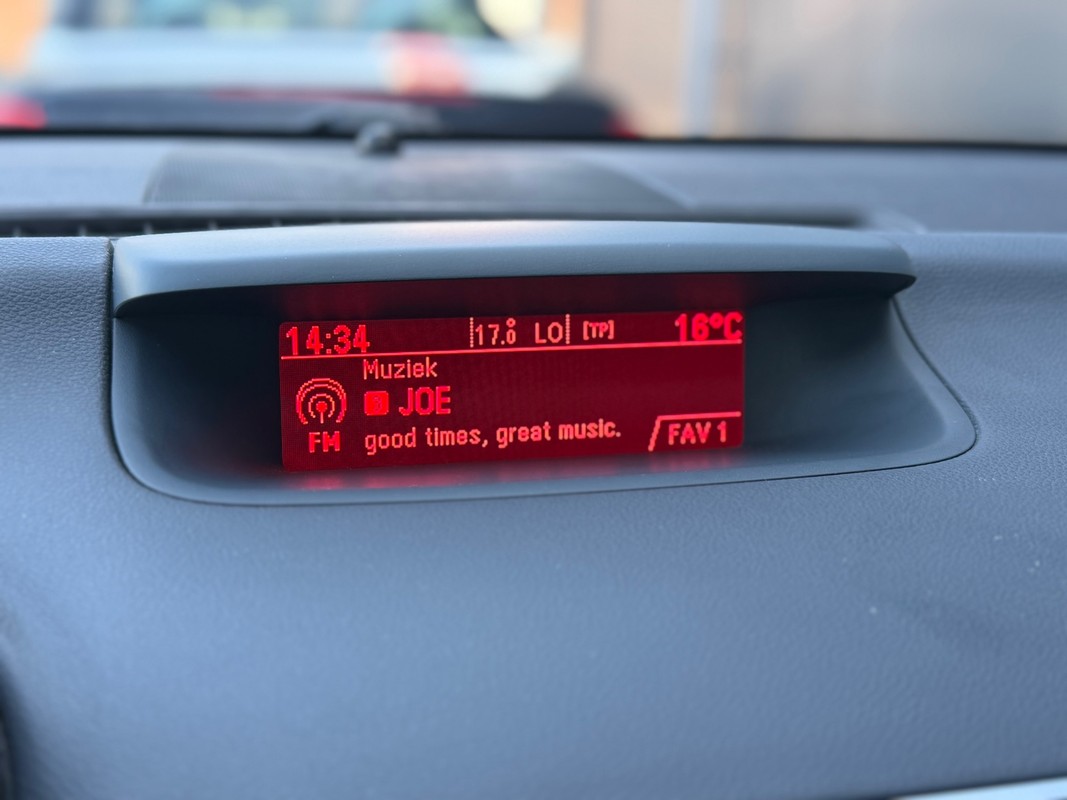 14:34 17.0° LO [TP] 16°C
Muziek
JOE
FM good times, great music. FAV 1